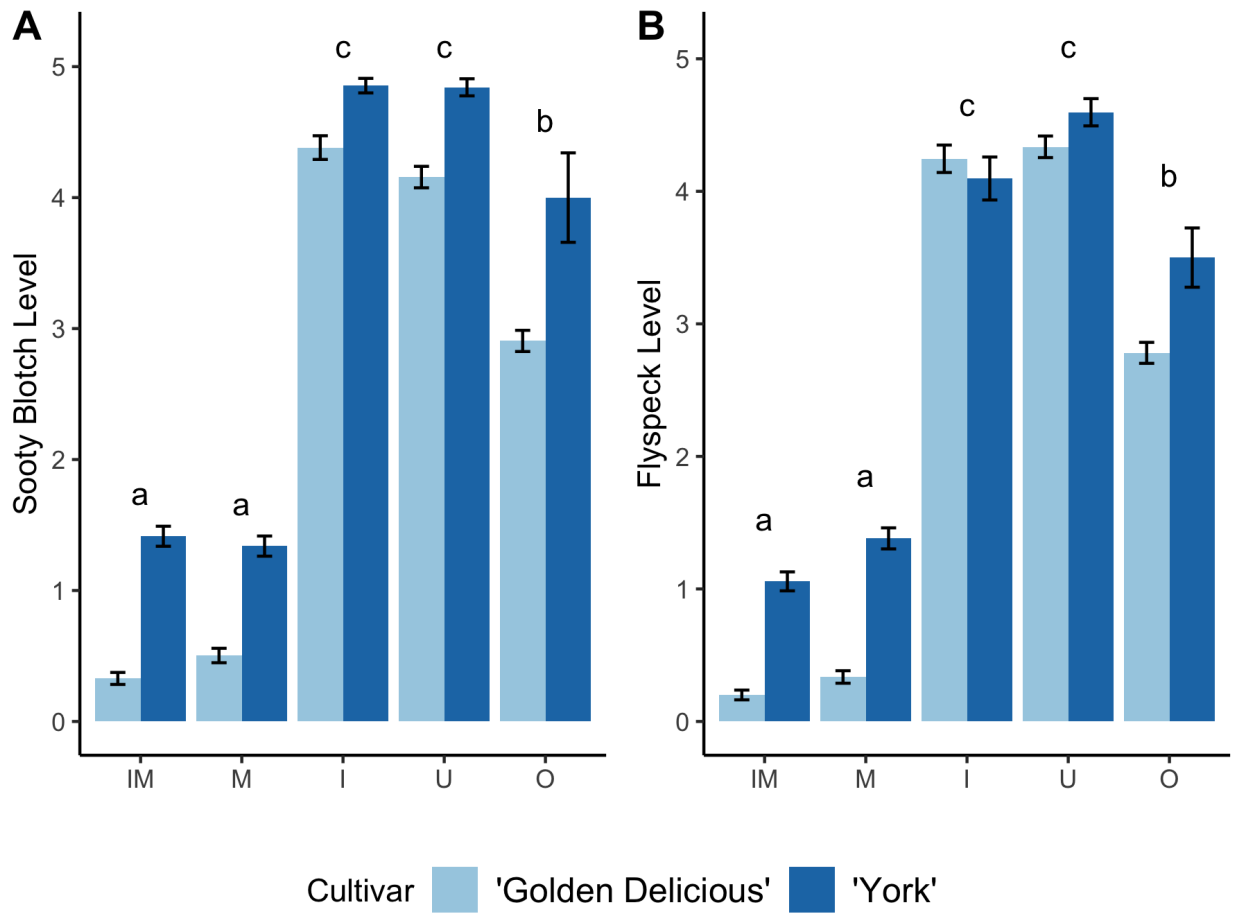 A
Sooty Blotch Level
5
4
3
2
1
0
a
a
c
c
b
IM M I U O
B
Flyspeck Level
5
4
3
2
1
0
a
a
c
c
b
IM M I U O
Cultivar 'Golden Delicious' 'York'